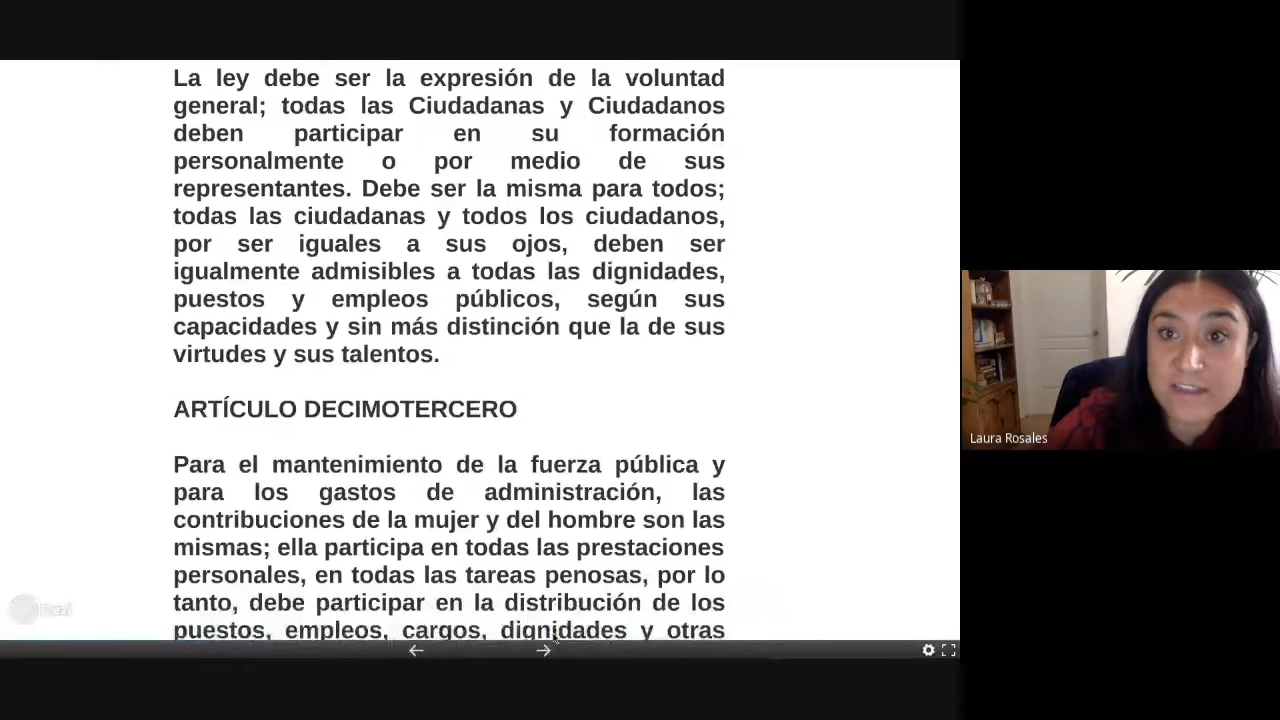 La ley debe ser la expresión de la voluntad
general; todas las Ciudadanas y Ciudadanos
deben participar en su formación
personalmente o por medio de sus
representantes. Debe ser la misma para todos;
todas las ciudadanas y todos los ciudadanos,
por ser iguales a sus ojos, deben ser
igualmente admisibles a todas las dignidades,
puestos y empleos públicos, según sus
capacidades y sin más distinción que la de sus
virtudes y sus talentos.
ARTÍCULO DECIMOTERCERO
Para el mantenimiento de la fuerza pública y
para los gastos de administración, las
contribuciones de la mujer y del hombre son las
mismas; ella participa en todas las prestaciones
personales, en todas las tareas penosas, por lo
tanto, debe participar en la distribución de los
puestos, empleos, cargos, dignidades y otras
Prezi
Laura Rosales